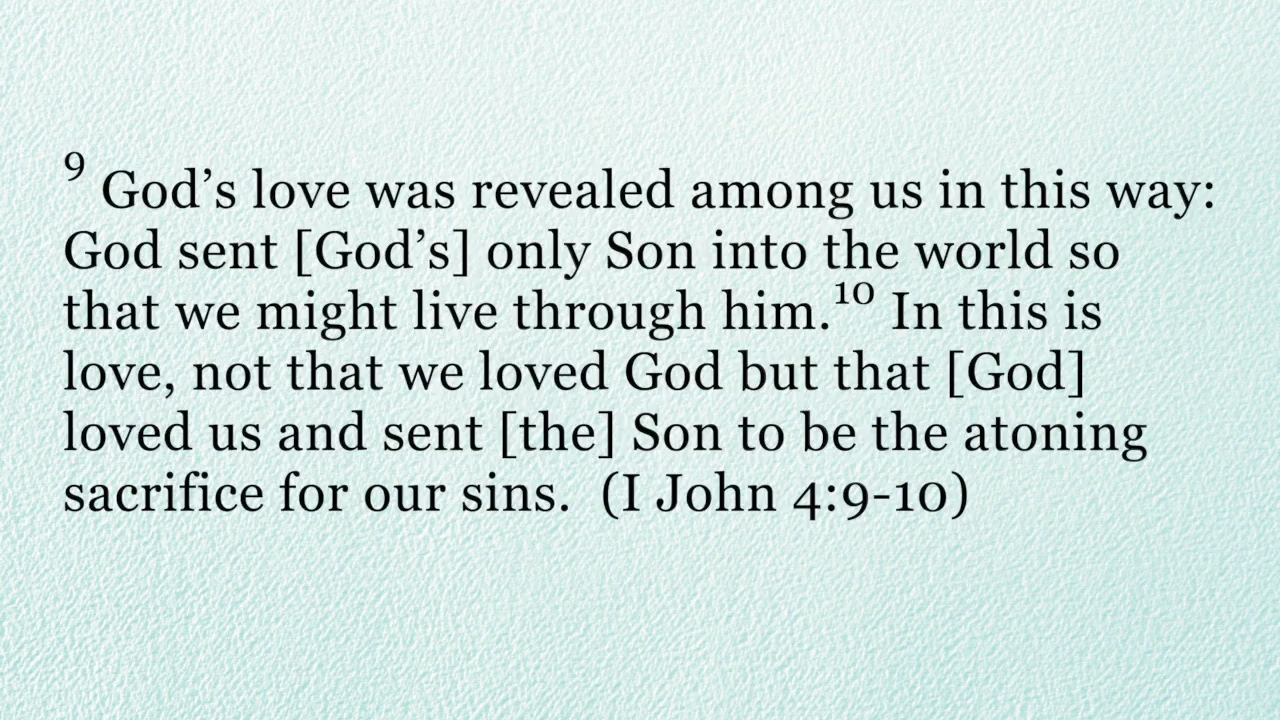 ⁹ God’s love was revealed among us in this way:
God sent [God’s] only Son into the world so
that we might live through him.¹⁰ In this is
love, not that we loved God but that [God]
loved us and sent [the] Son to be the atoning
sacrifice for our sins.  (I John 4:9-10)